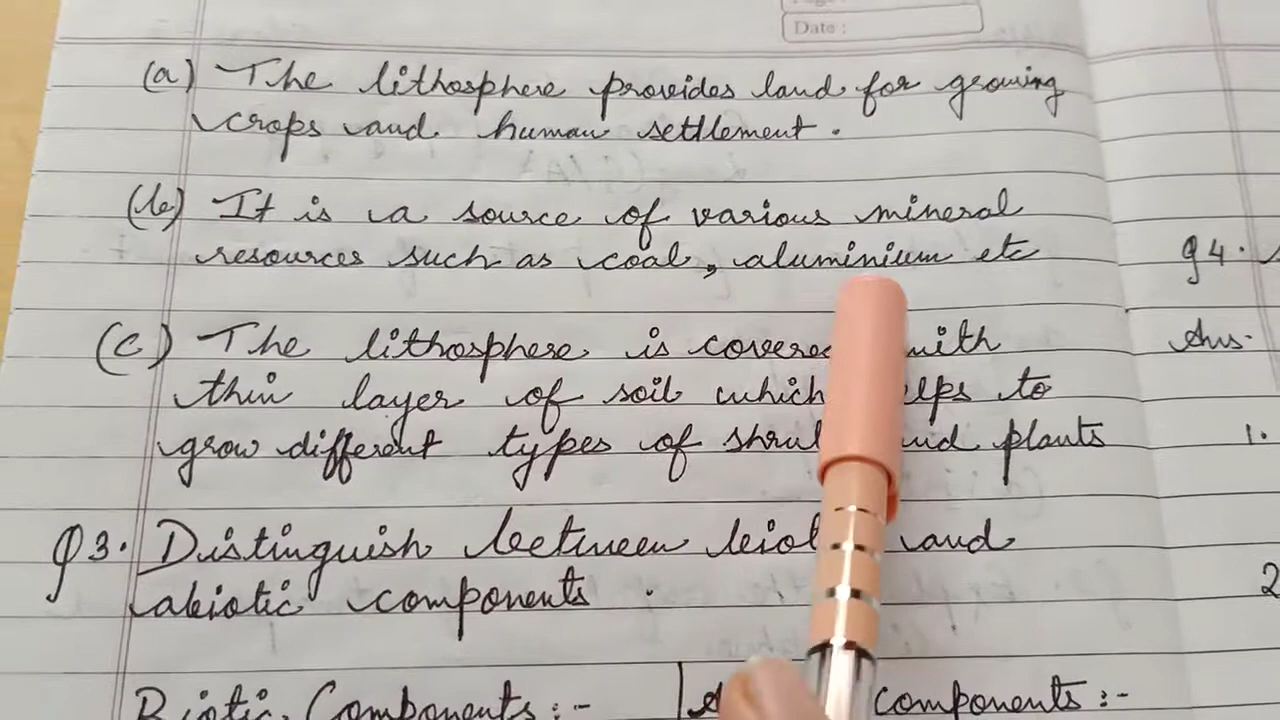 Date :
(a) The lithosphere provides land for growing
crops and human settlement.
(b) It is a source of various mineral
resources such as coal, aluminium etc
(c) The lithosphere is covered with
thin layer of soil which helps to
grow different types of shrubs and plants
Q3. Distinguish between biotic and
abiotic components.
Biotic Components :- components :-
Q4.
Ans.
1.
2